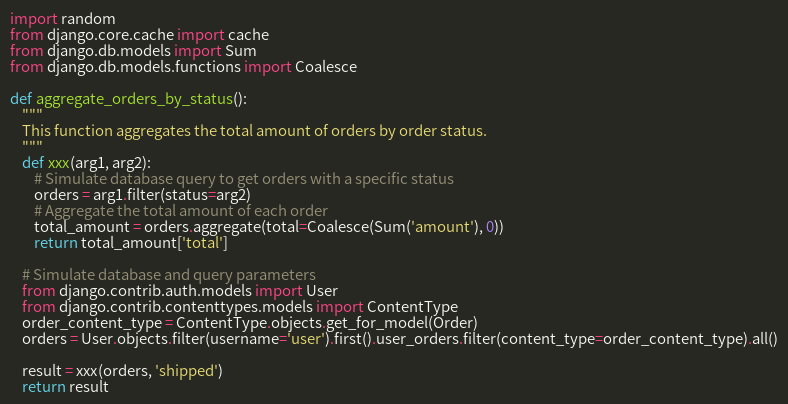 import random
from django.core.cache import cache
from django.db.models import Sum
from django.db.models.functions import Coalesce

def aggregate_orders_by_status():
    """
    This function aggregates the total amount of orders by order status.
    """
    def xxx(arg1, arg2):
        # Simulate database query to get orders with a specific status
        orders = arg1.filter(status=arg2)
        # Aggregate the total amount of each order
        total_amount = orders.aggregate(total=Coalesce(Sum('amount'), 0))
        return total_amount['total']

    # Simulate database and query parameters
    from django.contrib.auth.models import User
    from django.contrib.contenttypes.models import ContentType
    order_content_type = ContentType.objects.get_for_model(Order)
    orders = User.objects.filter(username='user').first().user_orders.filter(content_type=order_content_type).all()

    result = xxx(orders, 'shipped')
    return result